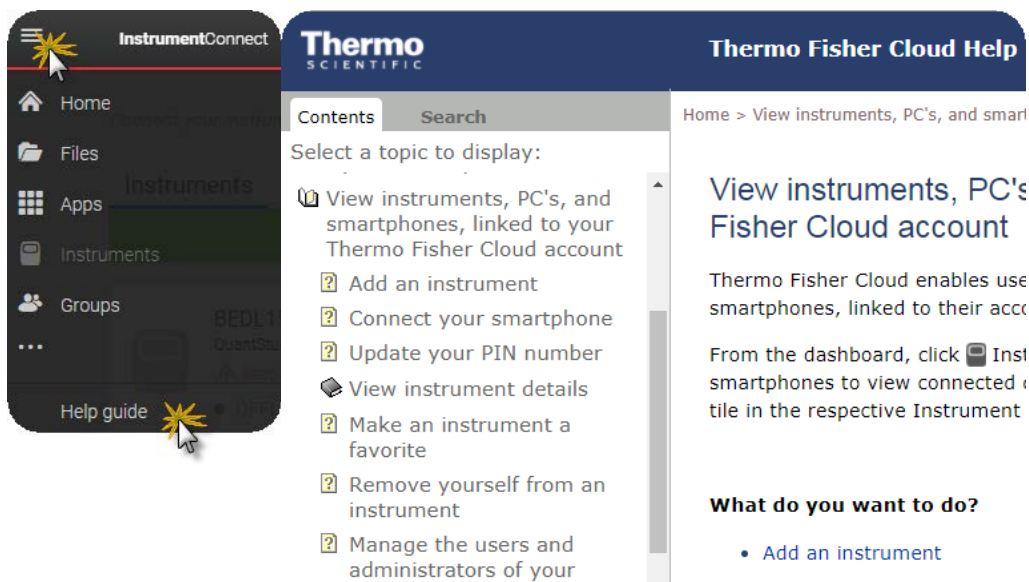 InstrumentConnect
Home
Files
Apps
Instruments
Instruments
Groups
BEDL1
QuantStu
OFFL
...
Help guide
Thermo
SCIENTIFIC
Thermo Fisher Cloud Help
Contents
Search
Select a topic to display:
View instruments, PC's, and
smartphones, linked to your
Thermo Fisher Cloud account
Add an instrument
Connect your smartphone
Update your PIN number
View instrument details
Make an instrument a
favorite
Remove yourself from an
instrument
Manage the users and
administrators of your
Home > View instruments, PC's, and smart
View instruments, PC's
Fisher Cloud account
Thermo Fisher Cloud enables use
smartphones, linked to their acco
From the dashboard, click Inst
smartphones to view connected
tile in the respective Instrument
What do you want to do?
• Add an instrument